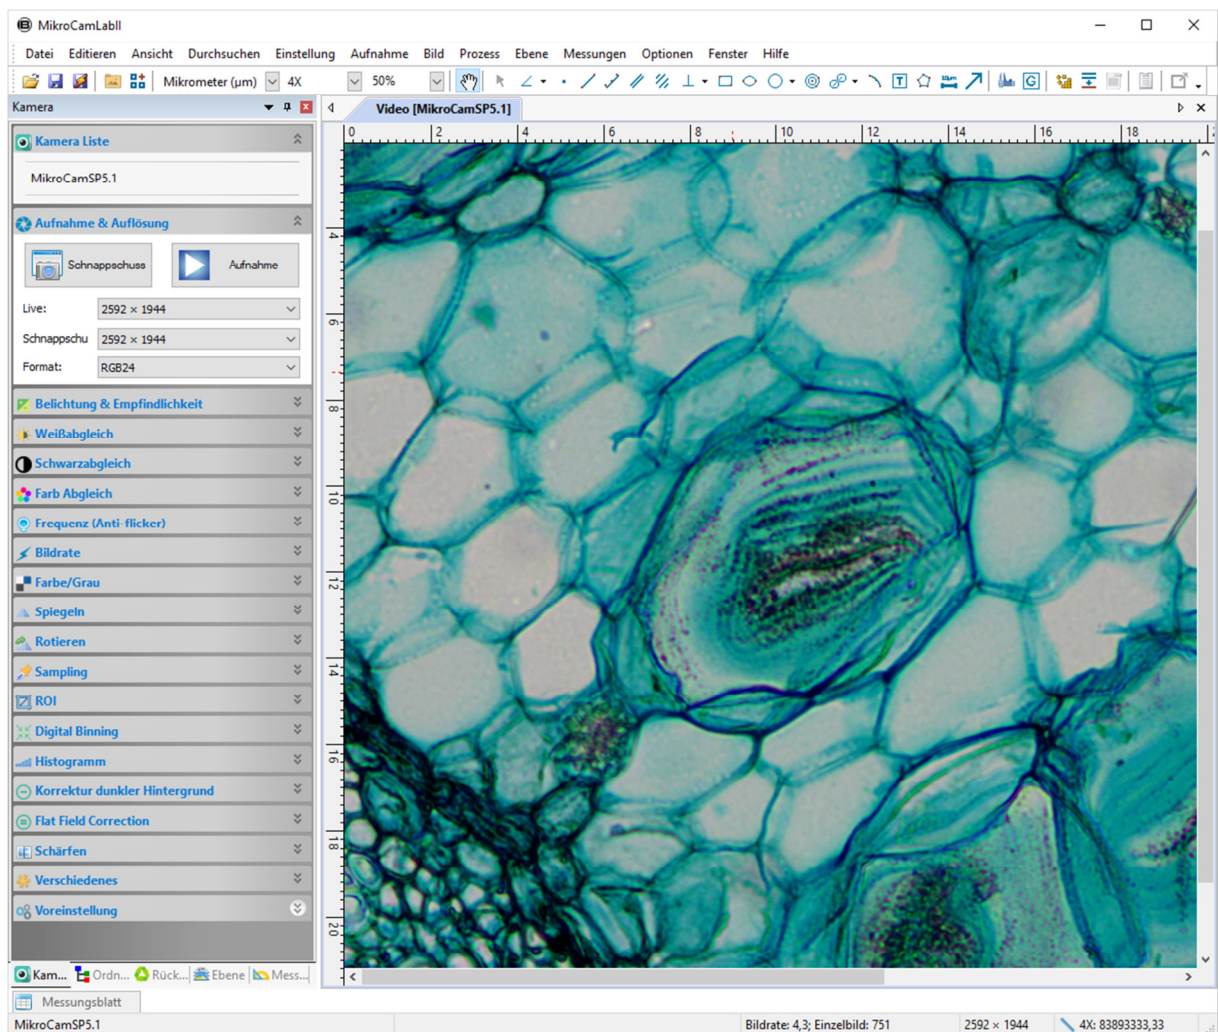 MikroCamLabII
Datei Editieren Ansicht Durchsuchen Einstellung Aufnahme Bild Prozess Ebene Messungen Optionen Fenster Hilfe
Mikrometer (µm) 4X 50%
Kamera
Video [MikroCamSP5.1]
0 2 4 6 8 10 12 14 16 18
Kamera Liste
MikroCamSP5.1
Aufnahme & Auflösung
Schnappschuss Aufnahme
Live: 2592 × 1944
Schnappschu 2592 × 1944
Format: RGB24
Belichtung & Empfindlichkeit
Weißabgleich
Schwarzabgleich
Farb Abgleich
Frequenz (Anti-flicker)
Bildrate
Farbe/Grau
Spiegeln
Rotieren
Sampling
ROI
Digital Binning
Histogramm
Korrektur dunkler Hintergrund
Flat Field Correction
Schärfen
Verschiedenes
Voreinstellung
4
6
8
10
12
14
16
18
20
Kam... Ordn... Rück... Ebene Mess...
Messungsblatt
MikroCamSP5.1 Bildrate: 4,3; Einzelbild: 751 2592 × 1944 4X: 83893333,33